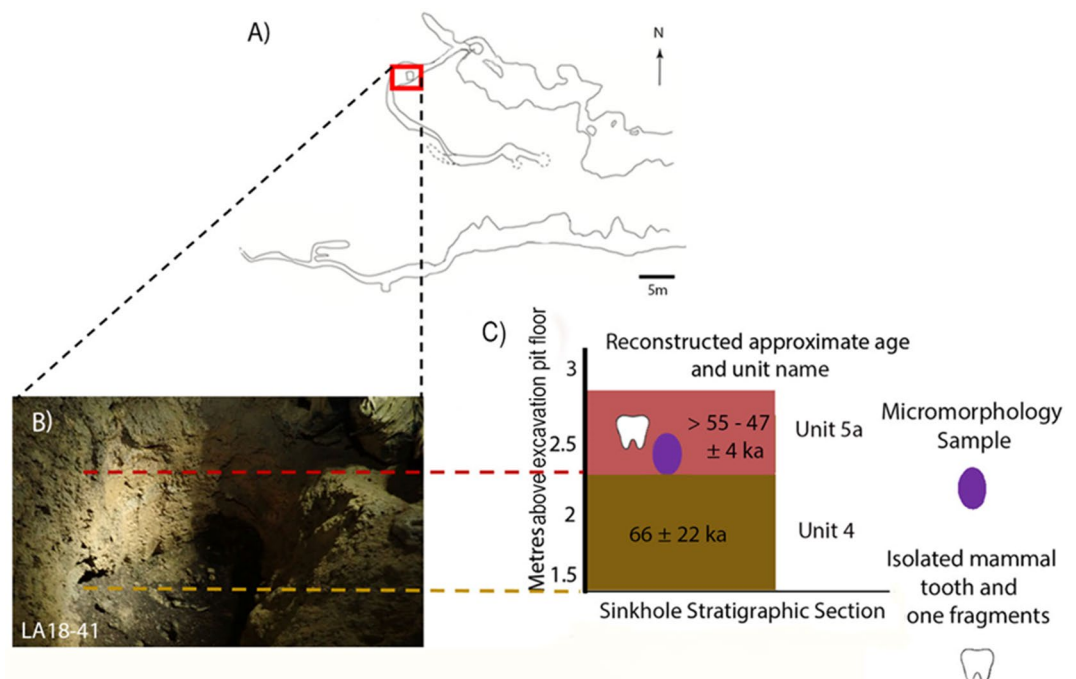 A)
N
5m
C)
Metres above excavation pit floor
Reconstructed approximate age
and unit name
3
2.5
2
1.5
> 55 - 47
± 4 ka
Unit 5a
66 ± 22 ka
Unit 4
Sinkhole Stratigraphic Section
Micromorphology
Sample
Isolated mammal
tooth and
one fragments
B)
LA18-41